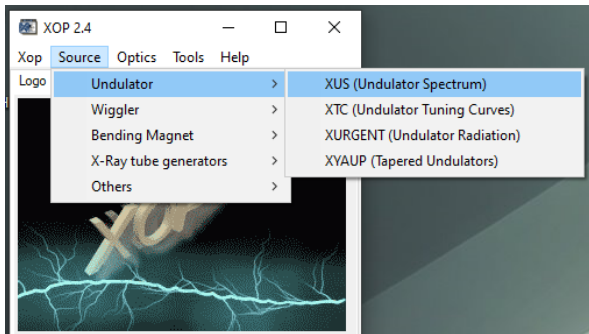 XOP 2.4
Xop Source Optics Tools Help
Logo
Undulator
Wiggler
Bending Magnet
X-Ray tube generators
Others
XUS (Undulator Spectrum)
XTC (Undulator Tuning Curves)
XURGENT (Undulator Radiation)
XYAUP (Tapered Undulators)
XOP